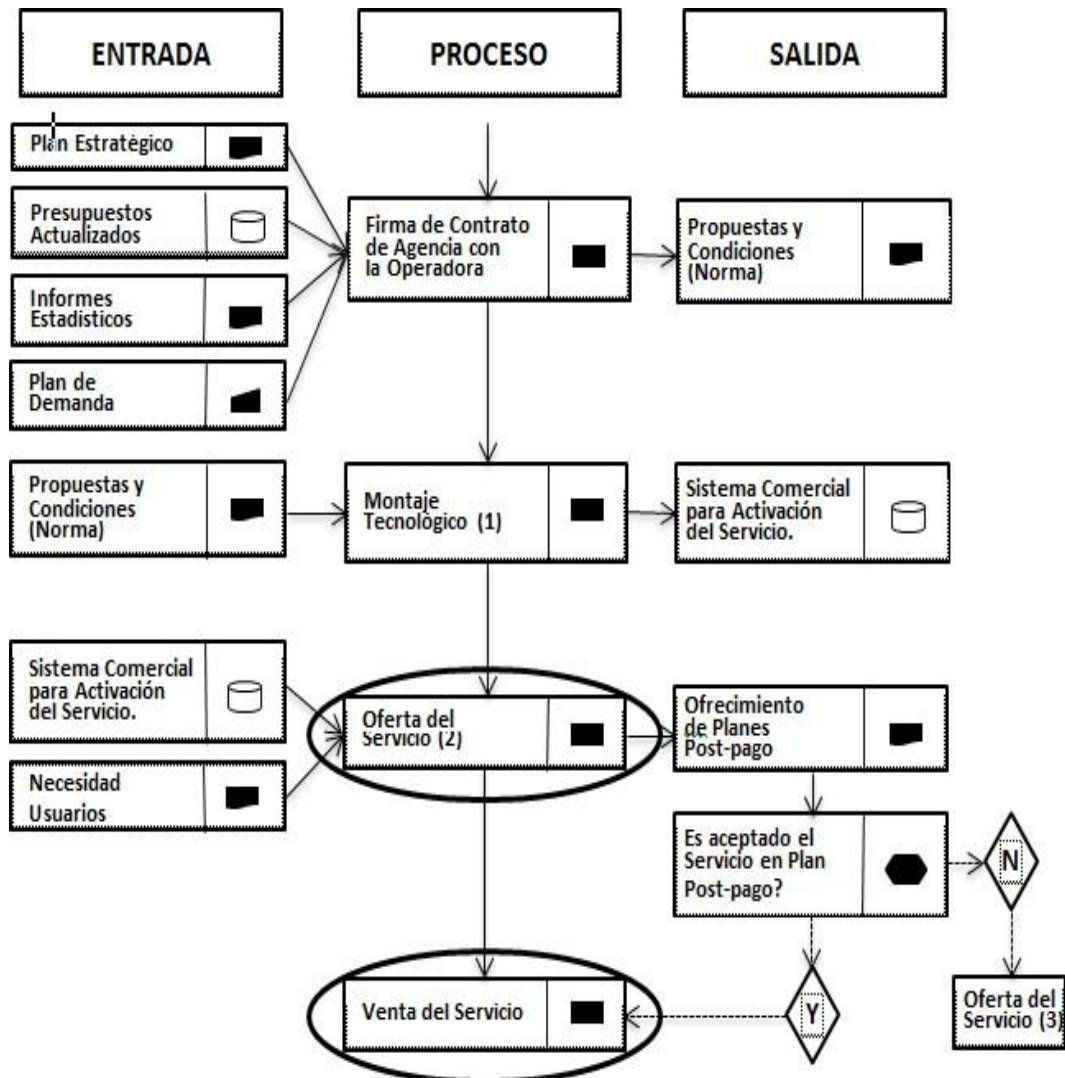 ENTRADA
PROCESO
SALIDA
Plan Estratégico
Presupuestos
Actualizados
Informes
Estadísticos
Plan de
Demanda
Firma de Contrato
de Agencia con
la Operadora
Propuestas y
Condiciones
(Norma)
Propuestas y
Condiciones
(Norma)
Montaje
Tecnológico (1)
Sistema Comercial
para Activación
del Servicio.
Sistema Comercial
para Activación
del Servicio.
Necesidad
Usuarios
Oferta del
Servicio (2)
Ofrecimiento
de Planes
Post-pago
Es aceptado el
Servicio en Plan
Post-pago?
N
Venta del Servicio
Y
Oferta del
Servicio (3)